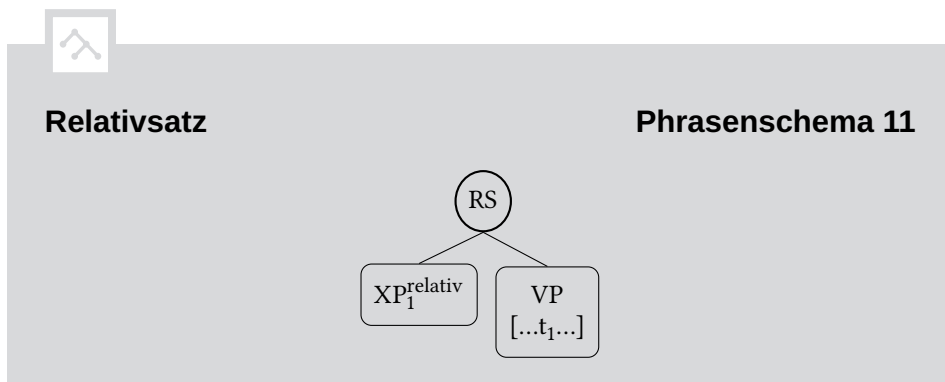 Relativsatz Phrasenschema 11
RS
XP₁^relativ VP
[...t₁...]